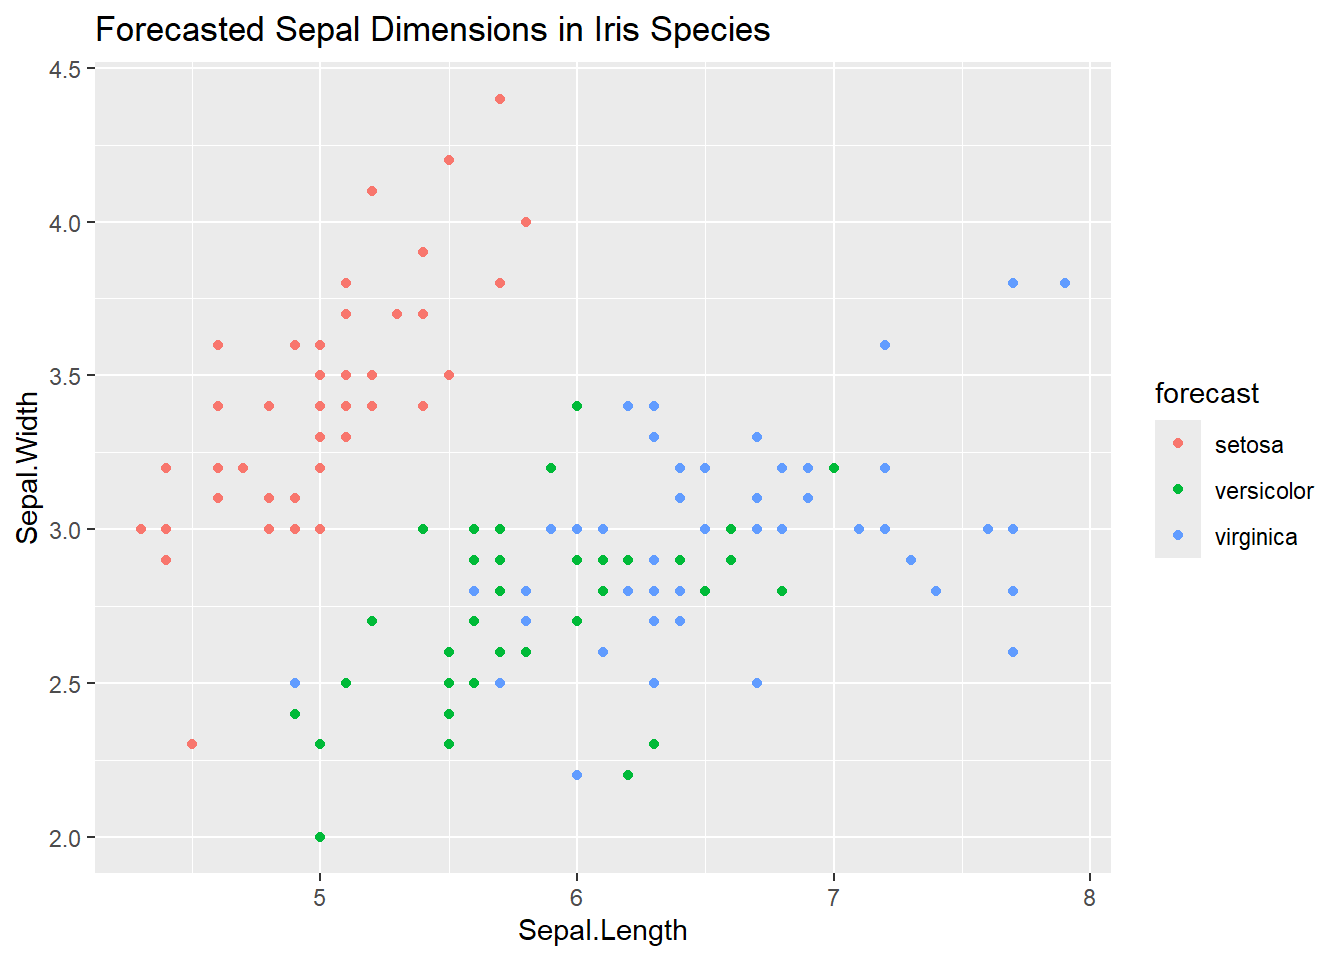 Forecasted Sepal Dimensions in Iris Species
4.5
4.0
3.5
3.0
2.5
2.0
Sepal.Width
5 6 7 8
Sepal.Length
forecast
setosa
versicolor
virginica